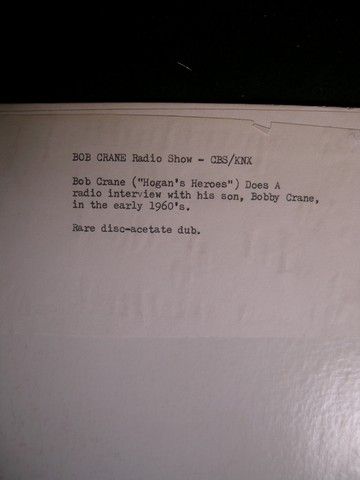 BOB CRANE Radio Show - CBS/KNX
Bob Crane ("Hogan's Heroes") Does A
radio interview with his son, Bobby Crane,
in the early 1960's.
Rare disc-acetate dub.